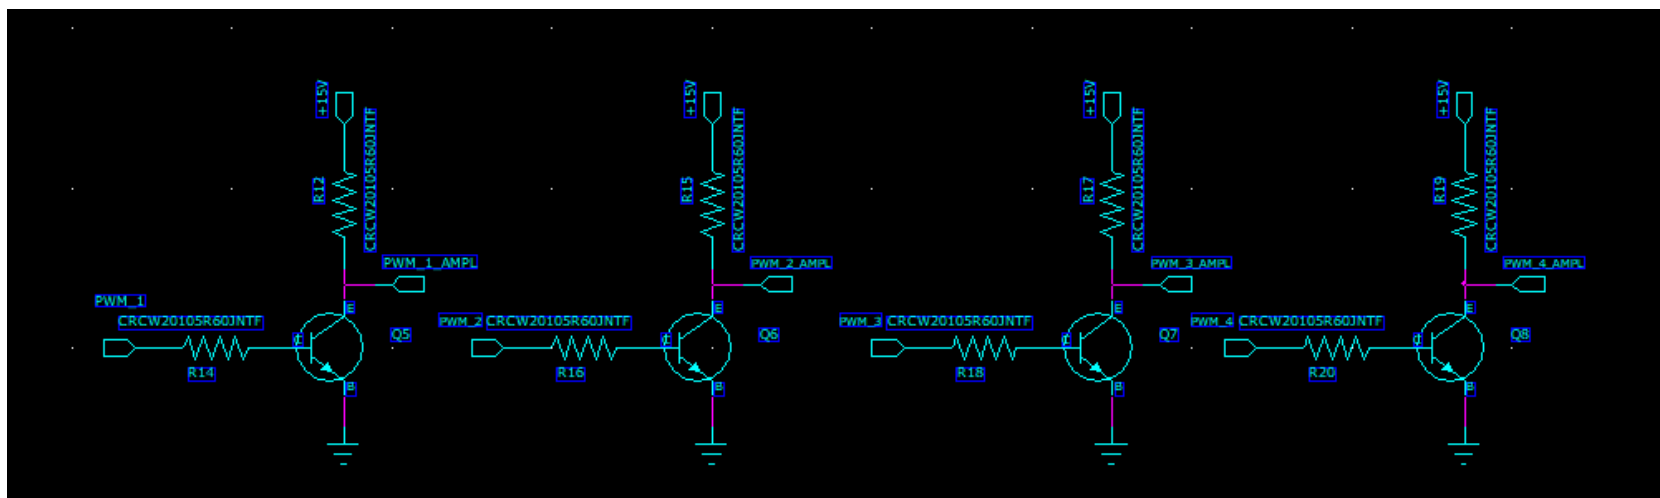 +15V
CRCW20105R60JNTF
R12
PWM_1_AMPL
PWM_1
CRCW20105R60JNTF
R14
C
E
B
Q5
+15V
CRCW20105R60JNTF
R15
PWM_2_AMPL
PWM_2
CRCW20105R60JNTF
R16
C
E
B
Q6
+15V
CRCW20105R60JNTF
R17
PWM_3_AMPL
PWM_3
CRCW20105R60JNTF
R18
C
E
B
Q7
+15V
CRCW20105R60JNTF
R19
PWM_4_AMPL
PWM_4
CRCW20105R60JNTF
R20
C
E
B
Q8